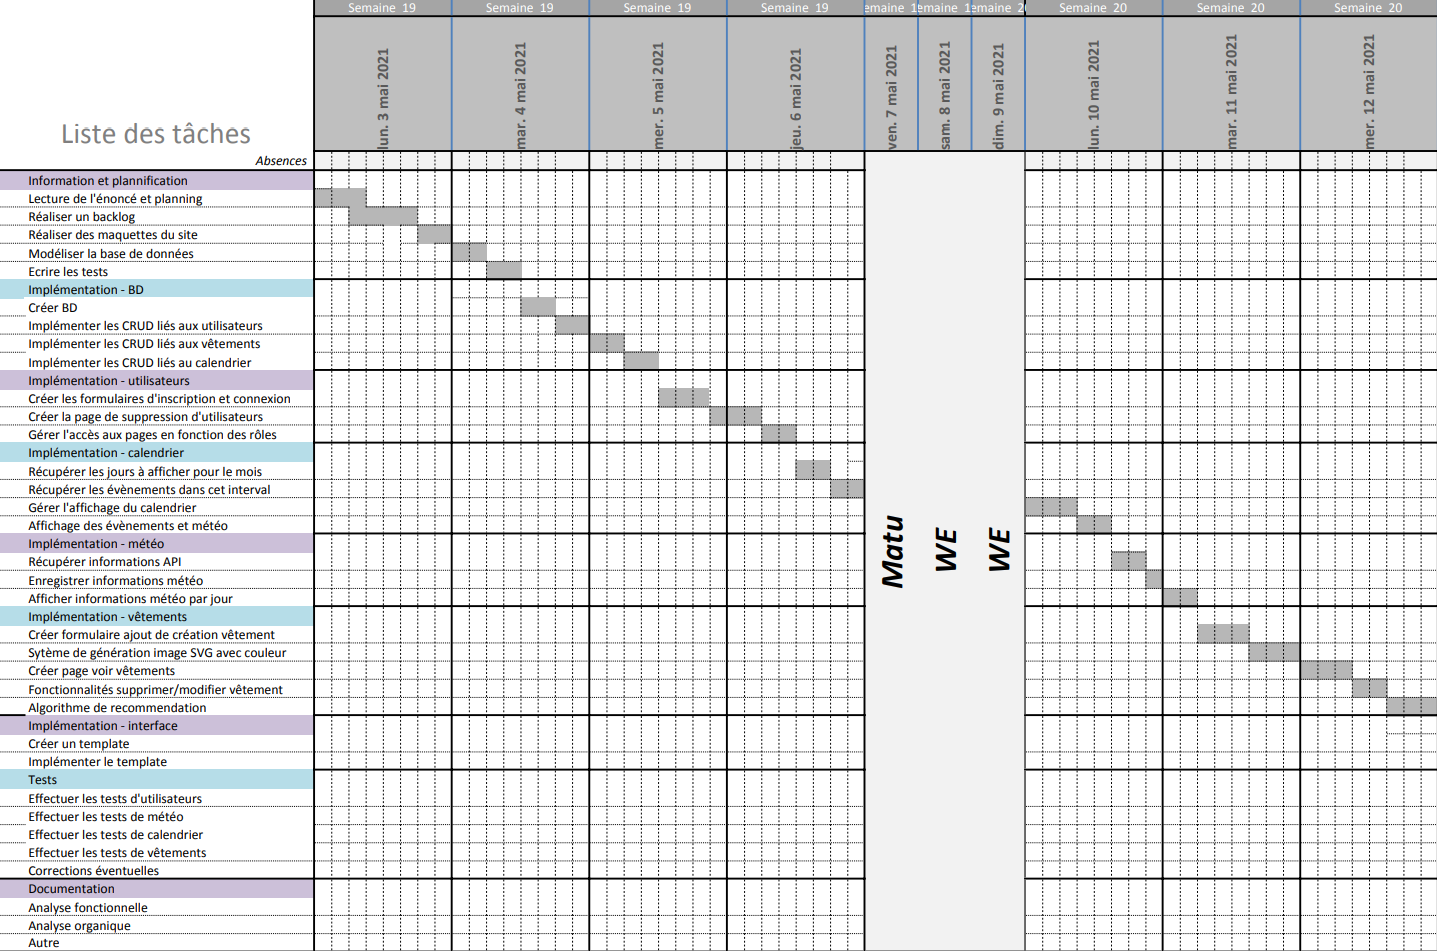 Semaine 19 Semaine 19 Semaine 19 Semaine 19 Semaine 20 Semaine 20 Semaine 20
lun. 3 mai 2021
mar. 4 mai 2021
mer. 5 mai 2021
jeu. 6 mai 2021
ven. 7 mai 2021
sam. 8 mai 2021
dim. 9 mai 2021
lun. 10 mai 2021
mar. 11 mai 2021
mer. 12 mai 2021
Liste des tâches
Absences
Information et plannification
Lecture de l'énoncé et planning
Réaliser un backlog
Réaliser des maquettes du site
Modéliser la base de données
Ecrire les tests
Implémentation - BD
Créer BD
Implémenter les CRUD liés aux utilisateurs
Implémenter les CRUD liés aux vêtements
Implémenter les CRUD liés au calendrier
Implémentation - utilisateurs
Créer les formulaires d'inscription et connexion
Créer la page de suppression d'utilisateurs
Gérer l'accès aux pages en fonction des rôles
Implémentation - calendrier
Récupérer les jours à afficher pour le mois
Récupérer les évènements dans cet interval
Gérer l'affichage du calendrier
Affichage des évènements et météo
Implémentation - météo
Récupérer informations API
Enregistrer informations météo
Afficher informations météo par jour
Implémentation - vêtements
Créer formulaire ajout de création vêtement
Sytème de génération image SVG avec couleur
Créer page voir vêtements
Fonctionnalités supprimer/modifier vêtement
Algorithme de recommendation
Implémentation - interface
Créer un template
Implémenter le template
Tests
Effectuer les tests d'utilisateurs
Effectuer les tests de météo
Effectuer les tests de calendrier
Effectuer les tests de vêtements
Corrections éventuelles
Documentation
Analyse fonctionnelle
Analyse organique
Autre
Matu
WE
WE